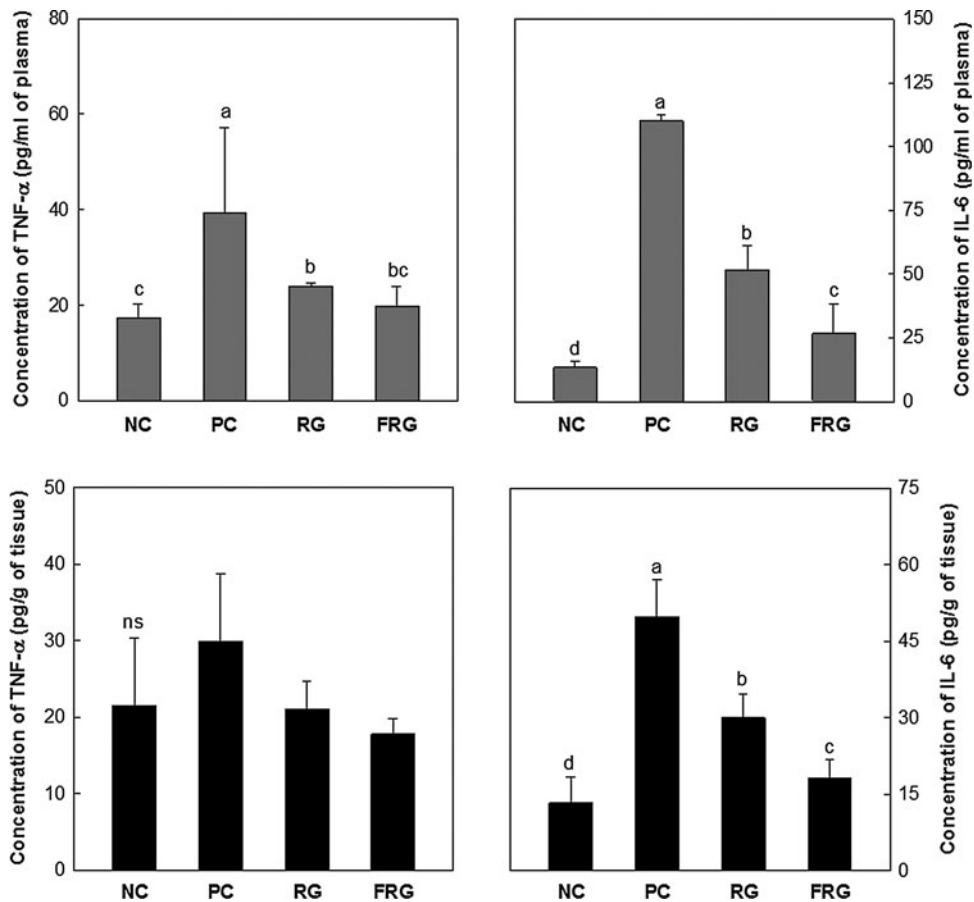 Concentration of TNF-α (pg/ml of plasma)
80
60
40
20
0
c
a
b
bc
NC PC RG FRG
d
a
b
c
NC PC RG FRG
150
125
100
75
50
25
0
Concentration of IL-6 (pg/ml of plasma)
Concentration of TNF-α (pg/g of tissue)
50
40
30
20
10
0
ns
NC PC RG FRG
d
a
b
c
NC PC RG FRG
75
60
45
30
15
0
Concentration of IL-6 (pg/g of tissue)